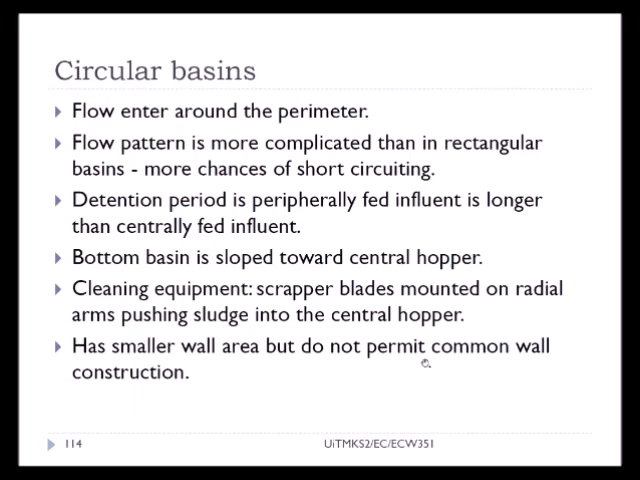 Circular basins
Flow enter around the perimeter.
Flow pattern is more complicated than in rectangular
basins - more chances of short circuiting.
Detention period is peripherally fed influent is longer
than centrally fed influent.
Bottom basin is sloped toward central hopper.
Cleaning equipment: scrapper blades mounted on radial
arms pushing sludge into the central hopper.
Has smaller wall area but do not permit common wall
construction.
114
UiTMKS2/EC/ECW351